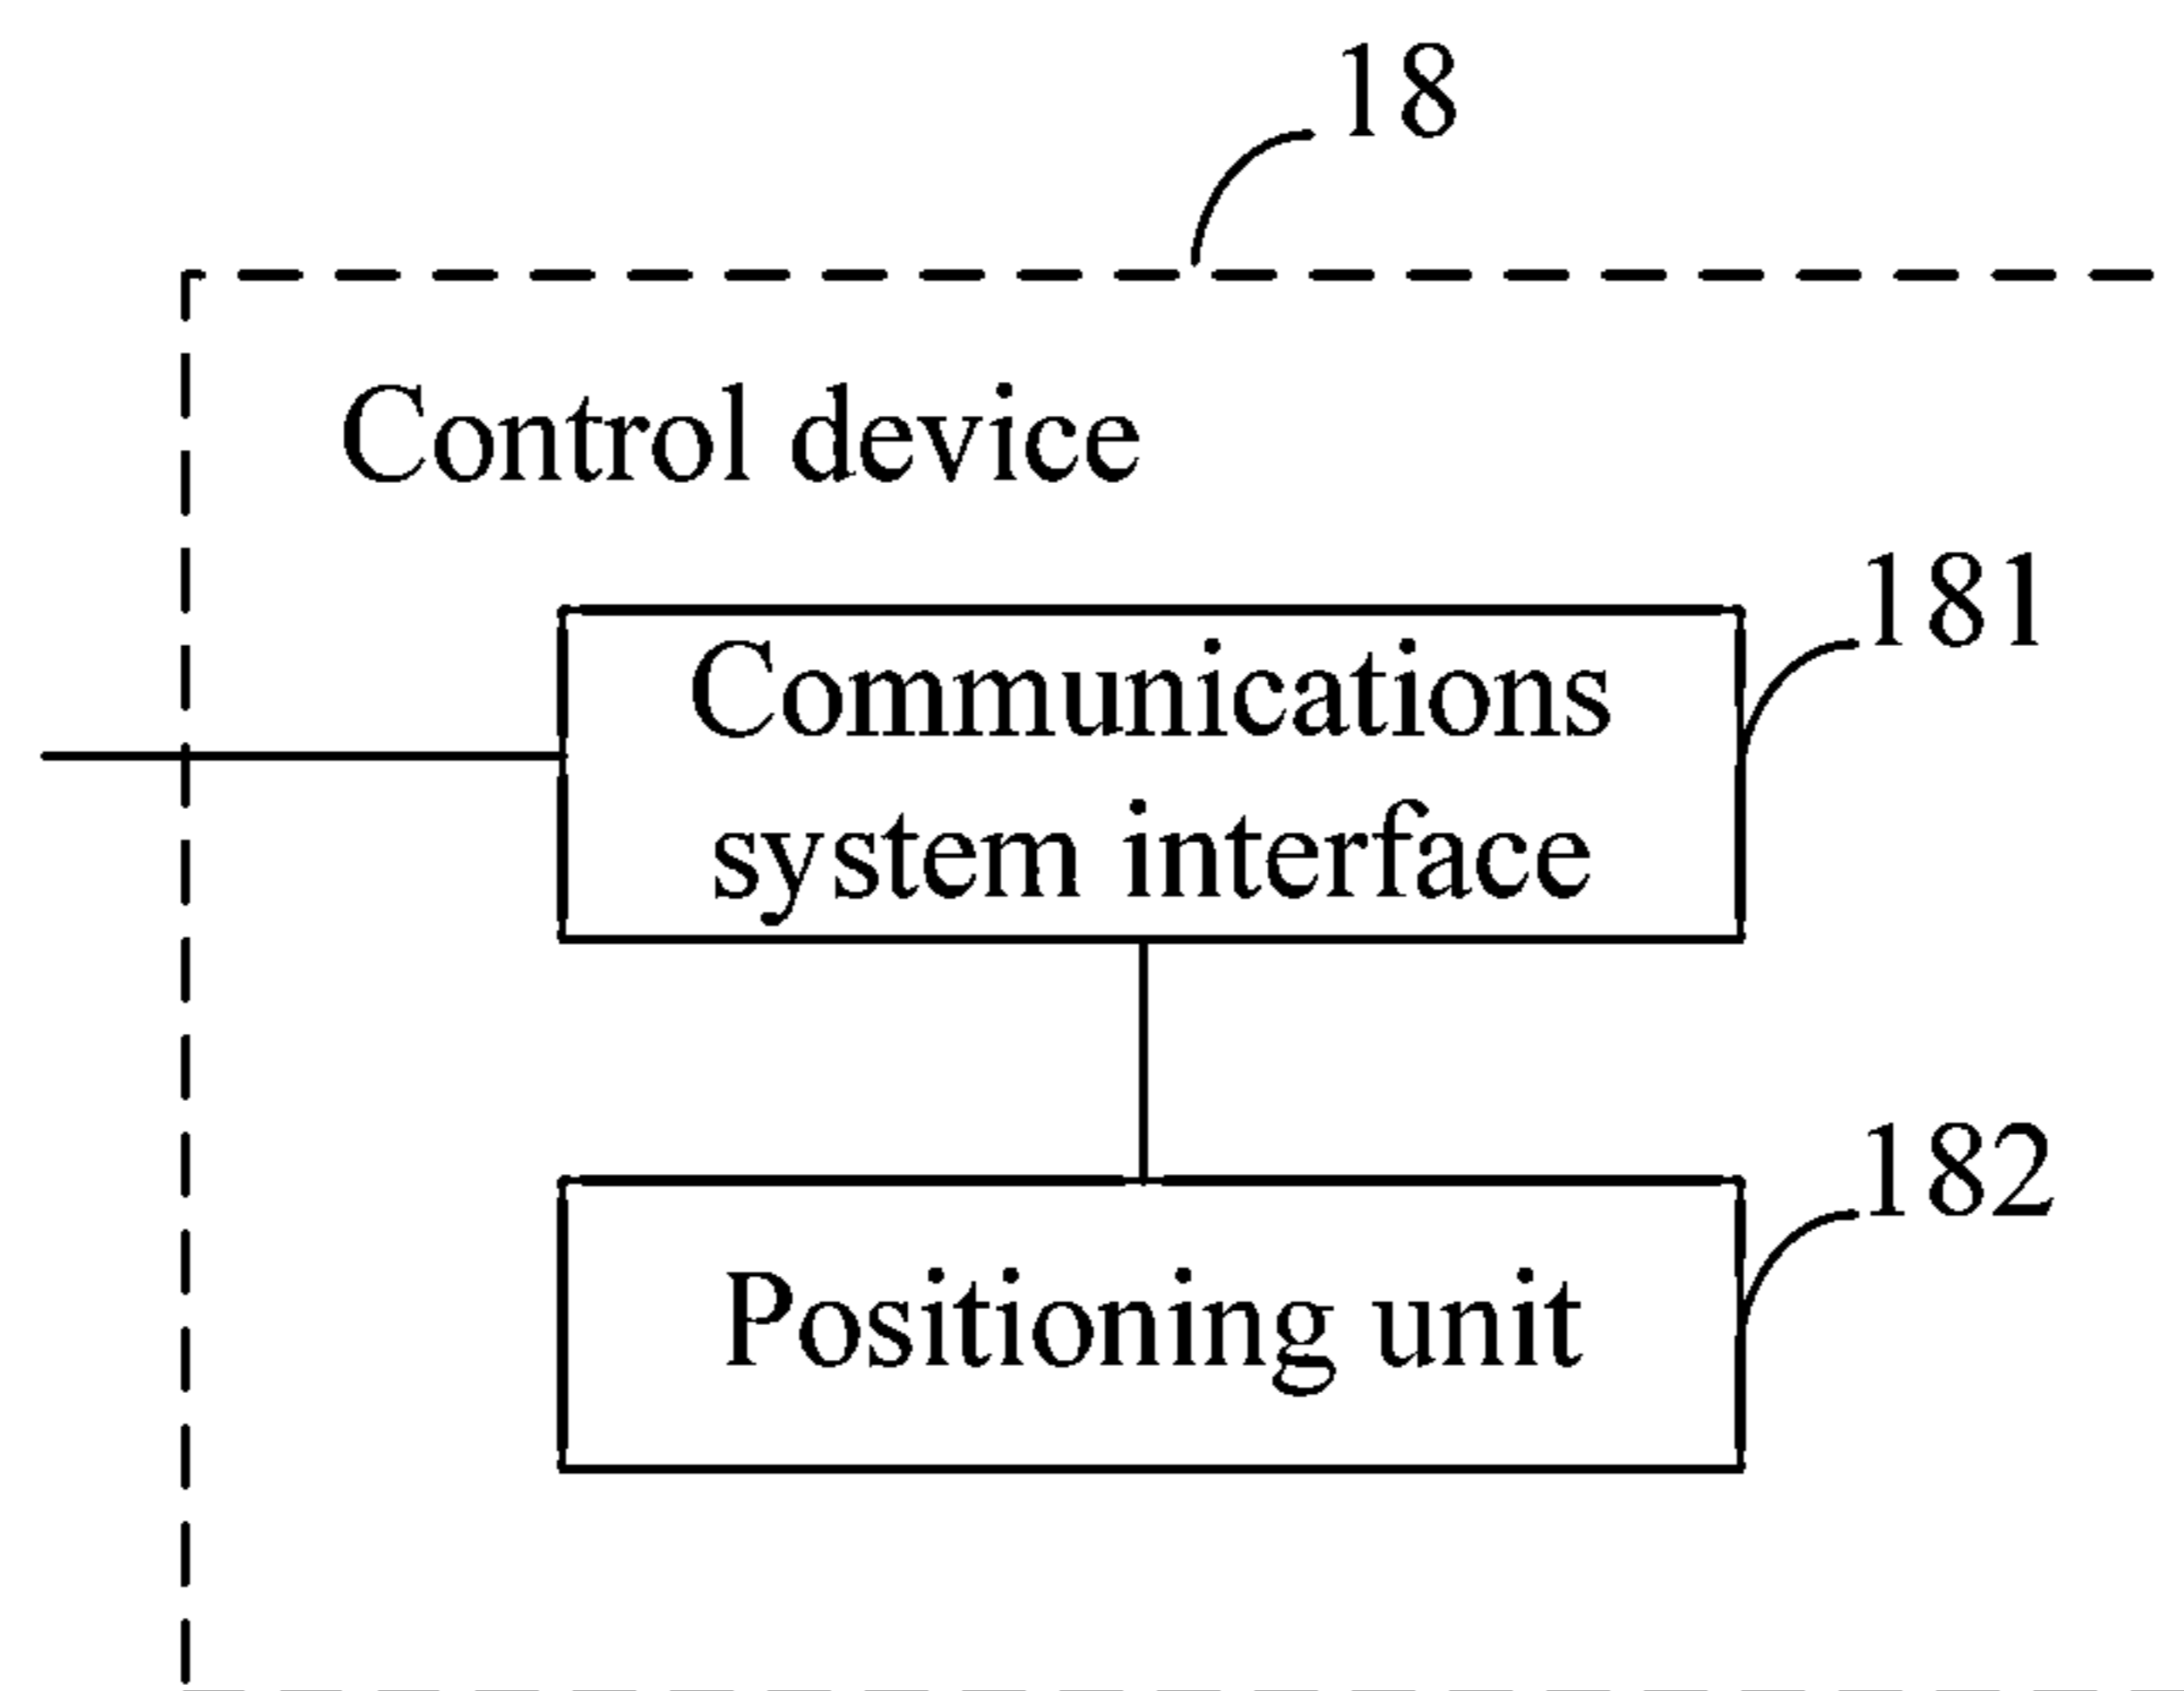 18
Control device
181
Communications
system interface
182
Positioning unit